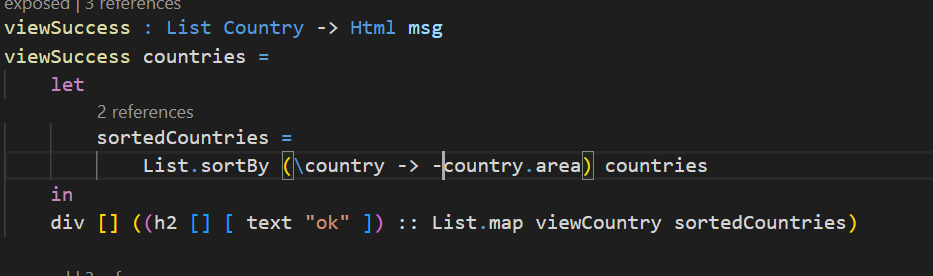 exposed | 3 references
viewSuccess : List Country -> Html msg
viewSuccess countries =
let
2 references
sortedCountries =
List.sortBy (\country -> -country.area) countries
in
div [] ((h2 [] [ text "ok" ]) :: List.map viewCountry sortedCountries)